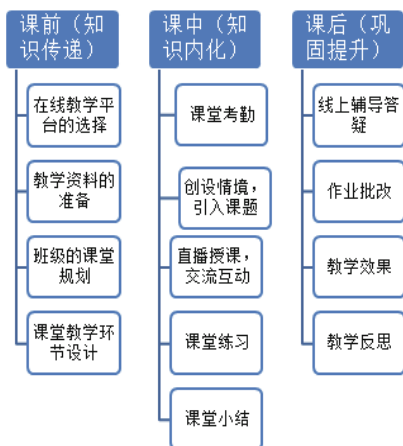 课前（知
识传递）
在线教学平
台的选择
教学资料的
准备
班级的课堂
规划
课堂教学环
节设计
课中（知
识内化）
课堂考勤
创设情境，
引入课题
直播授课，
交流互动
课堂练习
课堂小结
课后（巩
固提升）
线上辅导答
疑
作业批改
教学效果
教学反思